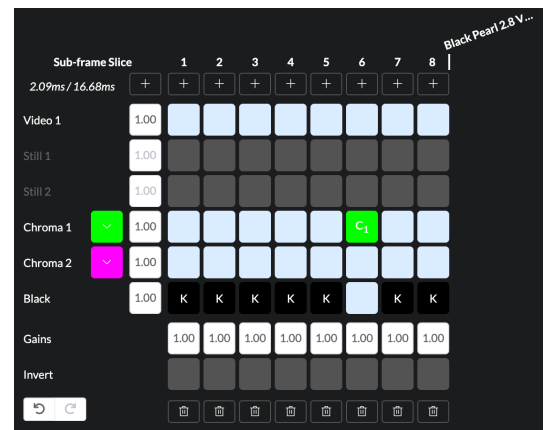 Black Pearl 2.8 V...
Sub-frame Slice 1 2 3 4 5 6 7 8
2.09ms / 16.68ms + + + + + + + + +
Video 1 1.00
Still 1 1.00
Still 2 1.00
Chroma 1 1.00 C1
Chroma 2 1.00
Black 1.00 K K K K K K K
Gains 1.00 1.00 1.00 1.00 1.00 1.00 1.00 1.00
Invert